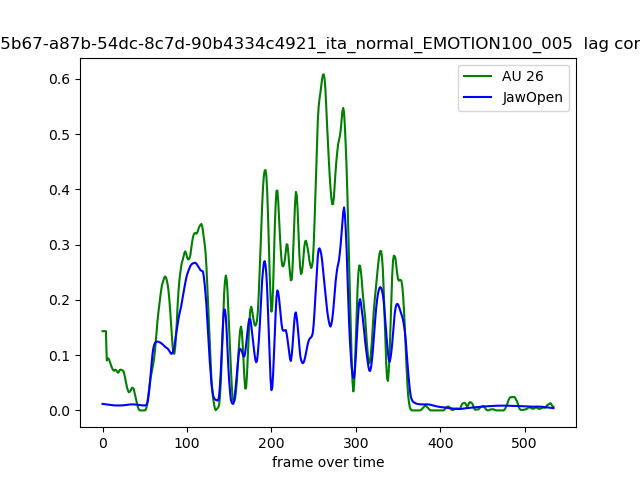 5b67-a87b-54dc-8c7d-90b4334c4921_ita_normal_EMOTION100_005 lag cor
AU 26
JawOpen
0.6
0.5
0.4
0.3
0.2
0.1
0.0
0 100 200 300 400 500
frame over time